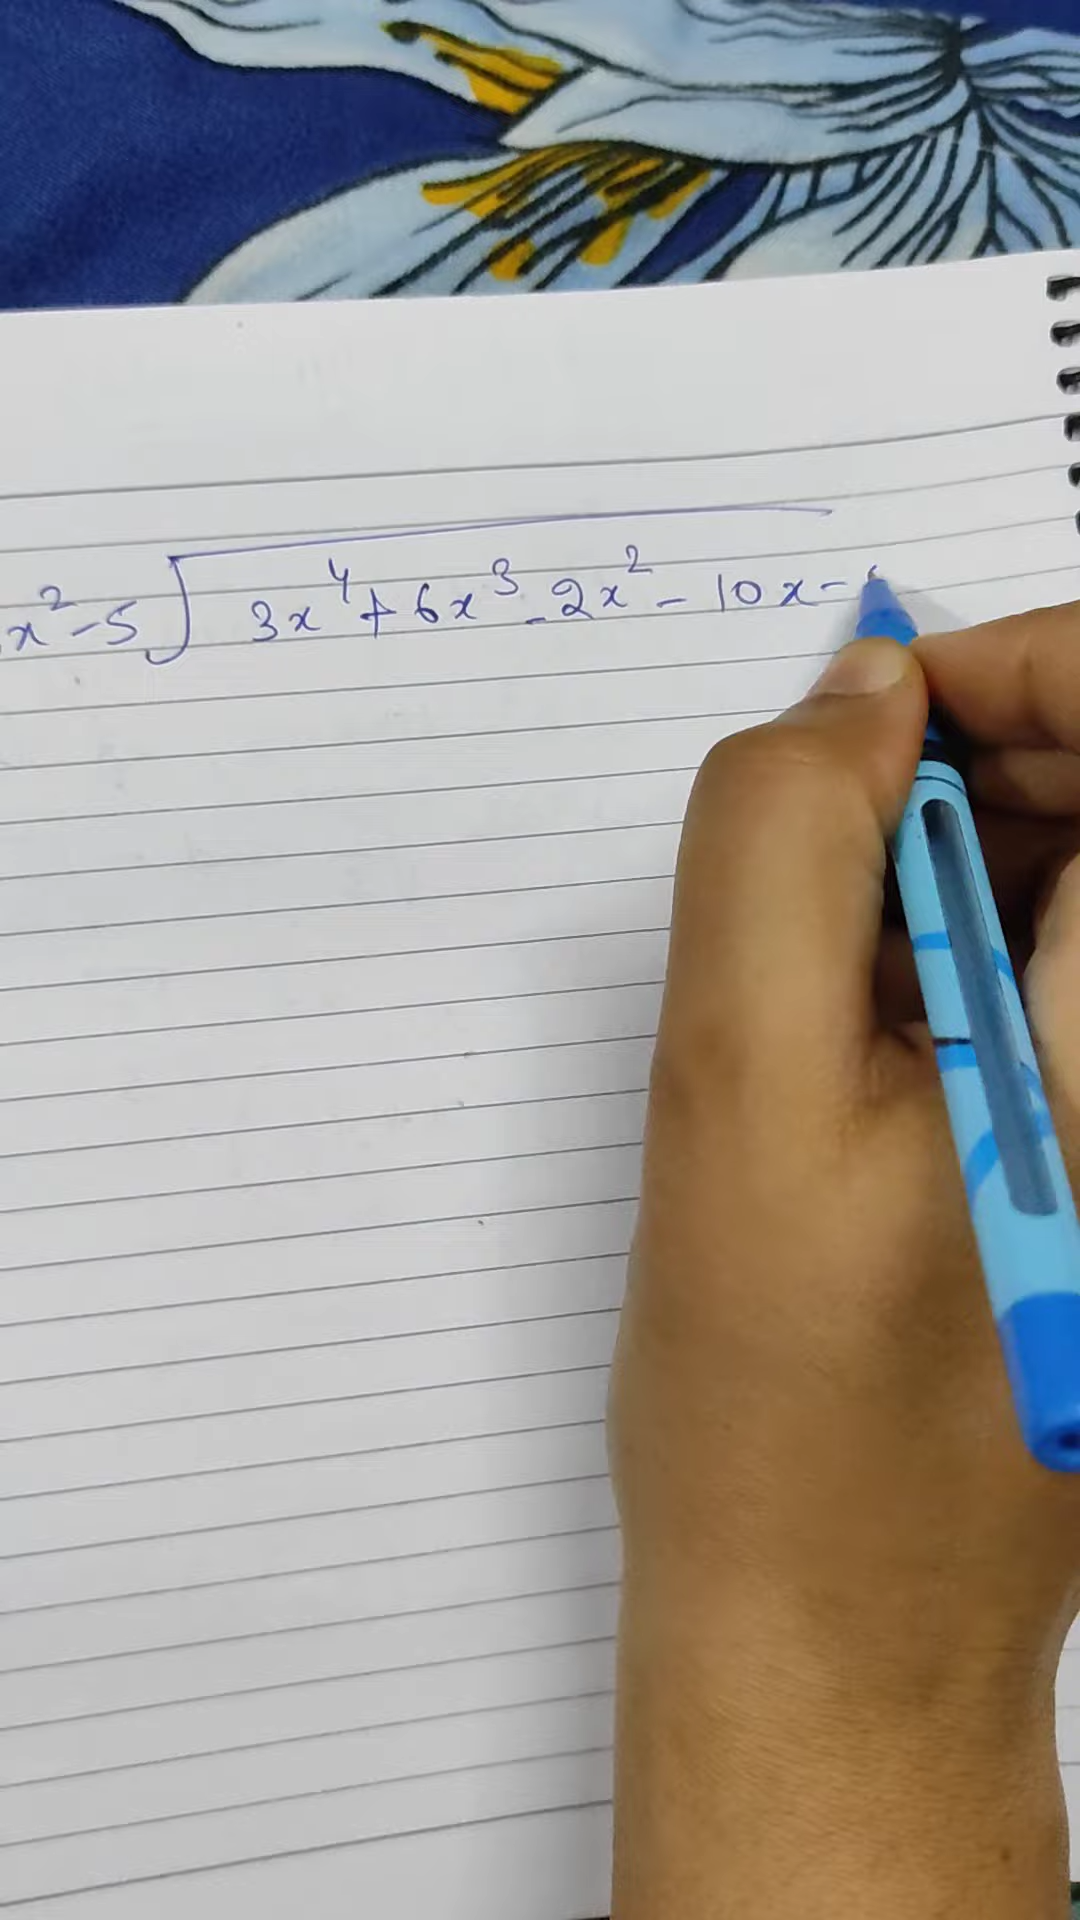 x² - 5 3x⁴ + 6x³ - 2x² - 10x -